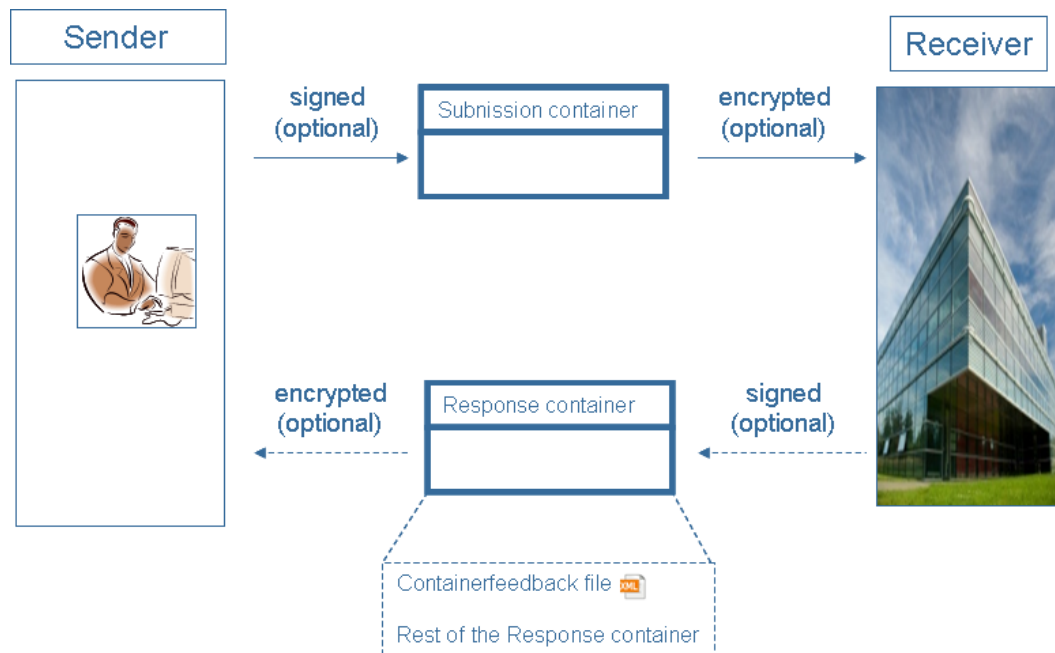 Sender
Receiver
signed
(optional)
Subnission container
encrypted
(optional)
encrypted
(optional)
Response container
signed
(optional)
Containerfeedback file
XML
Rest of the Response container